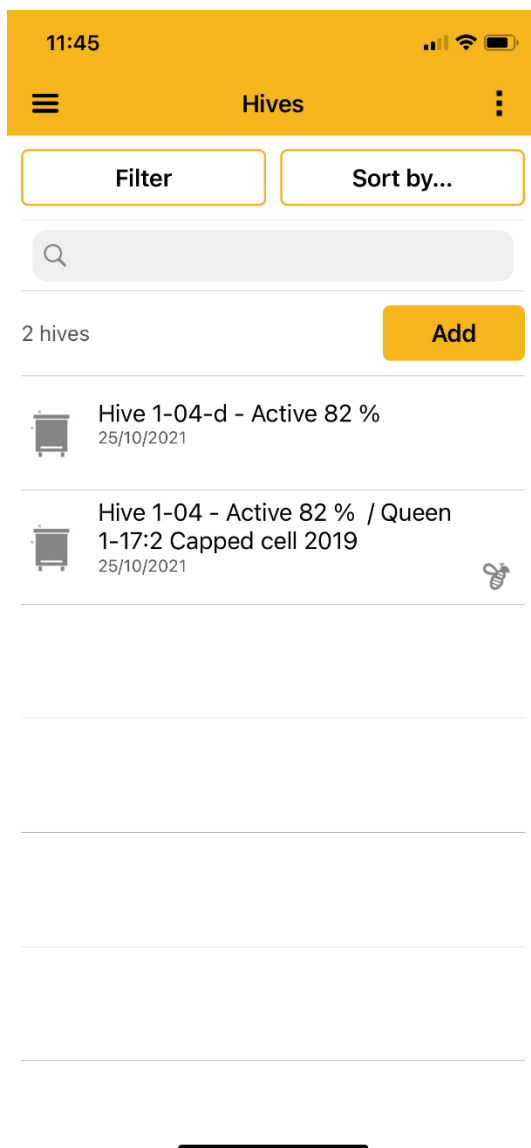 11:45
Hives
Filter
Sort by...
2 hives
Add
Hive 1-04-d - Active 82 %
25/10/2021
Hive 1-04 - Active 82 %  / Queen
1-17:2 Capped cell 2019
25/10/2021